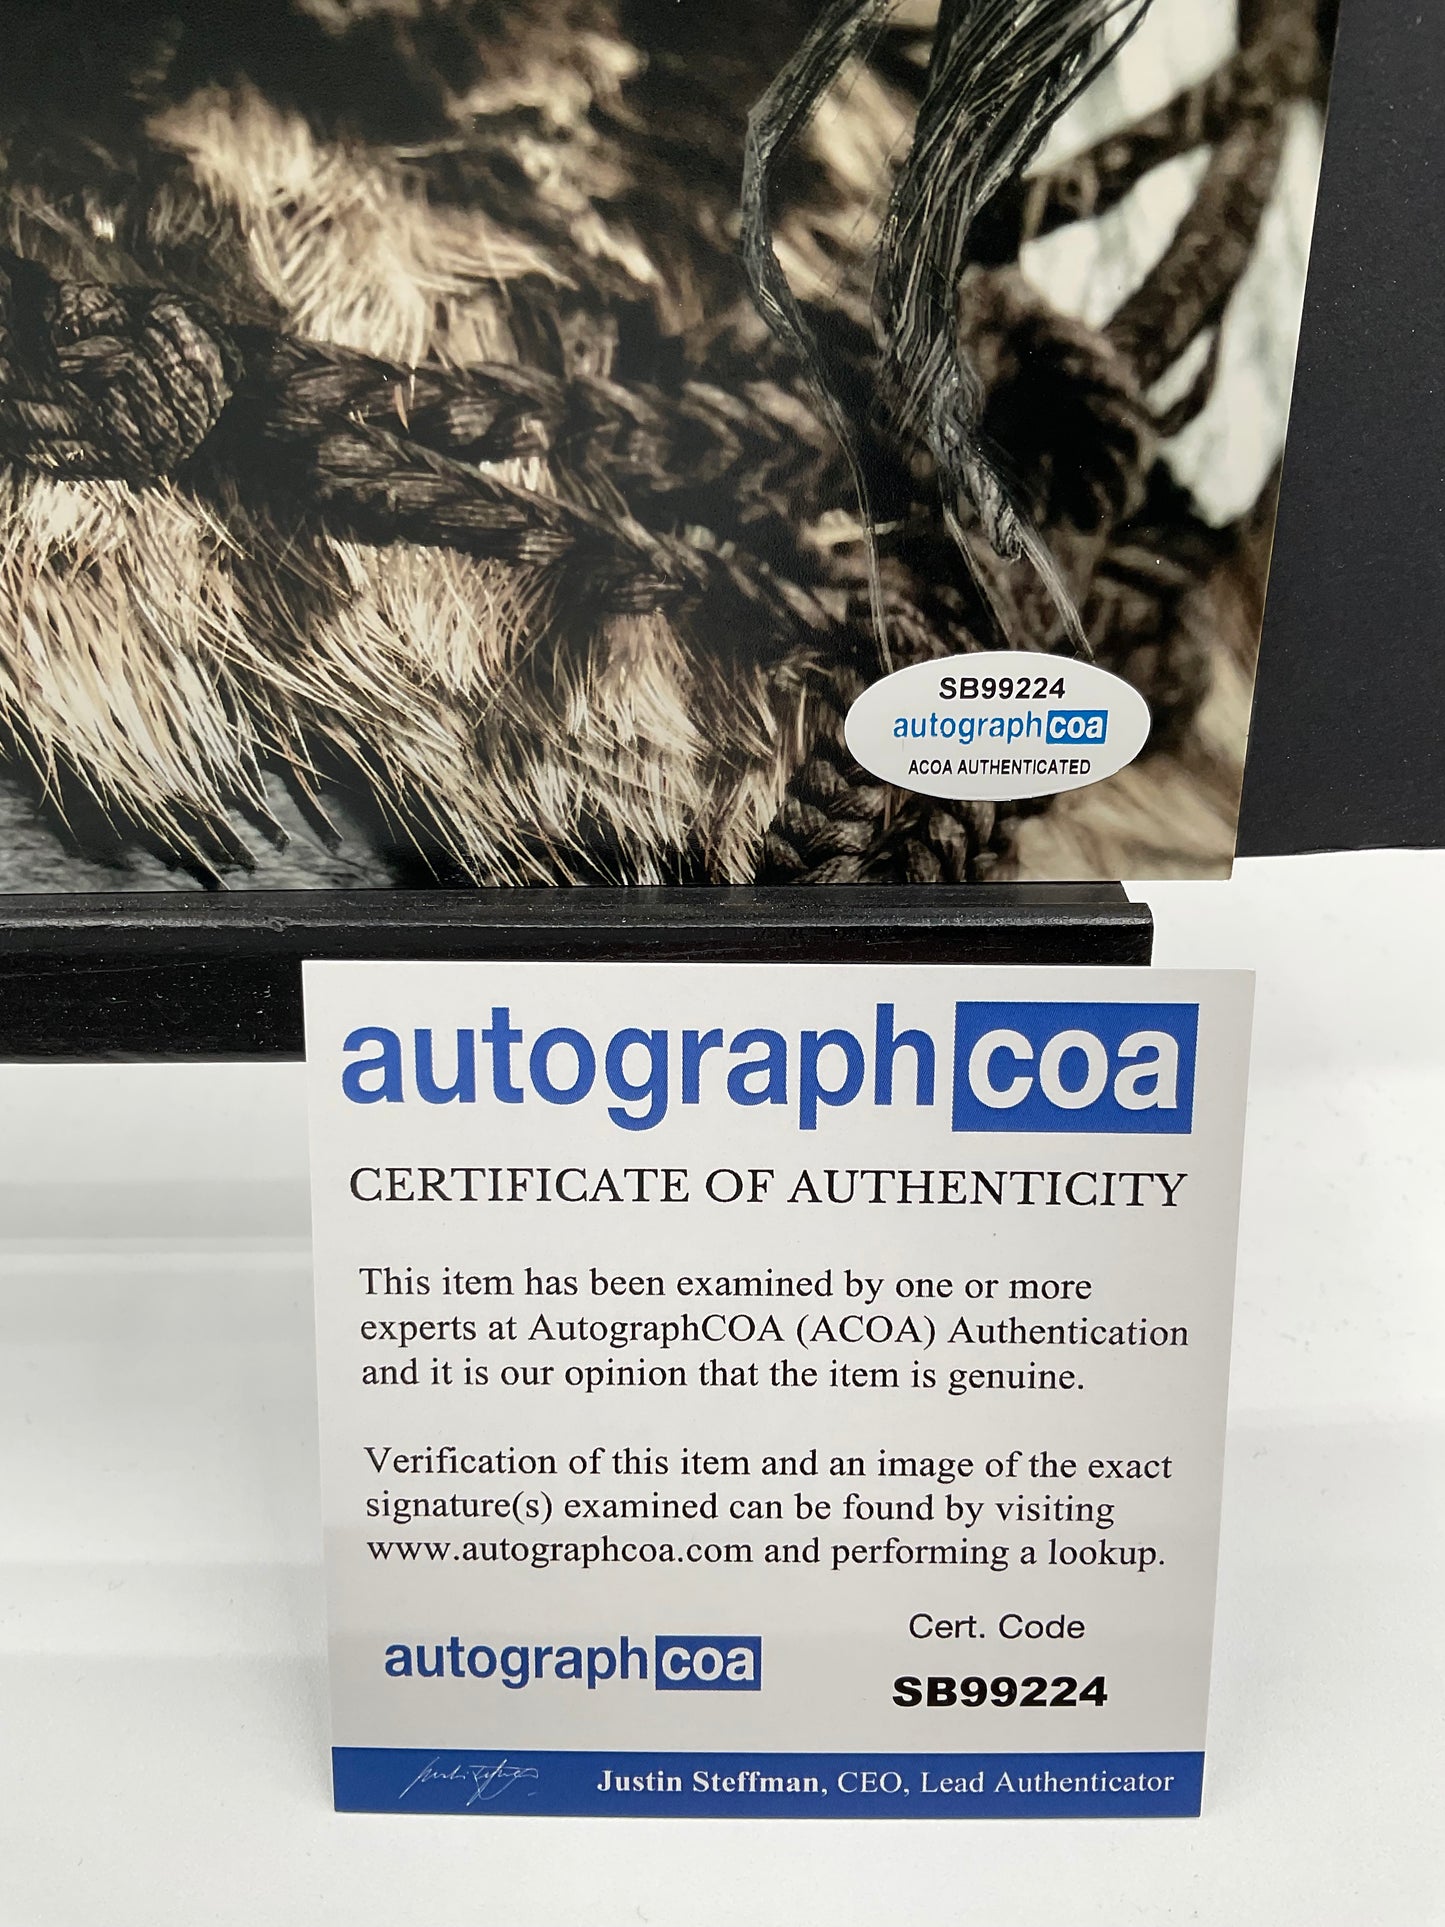 SB99224
autographcoa
ACOA AUTHENTICATED
autographcoa
CERTIFICATE OF AUTHENTICITY
This item has been examined by one or more
experts at AutographCOA (ACOA) Authentication
and it is our opinion that the item is genuine.
Verification of this item and an image of the exact
signature(s) examined can be found by visiting
www.autographcoa.com and performing a lookup.
Cert. Code
autographcoa
SB99224
Justin Steffman, CEO, Lead Authenticator